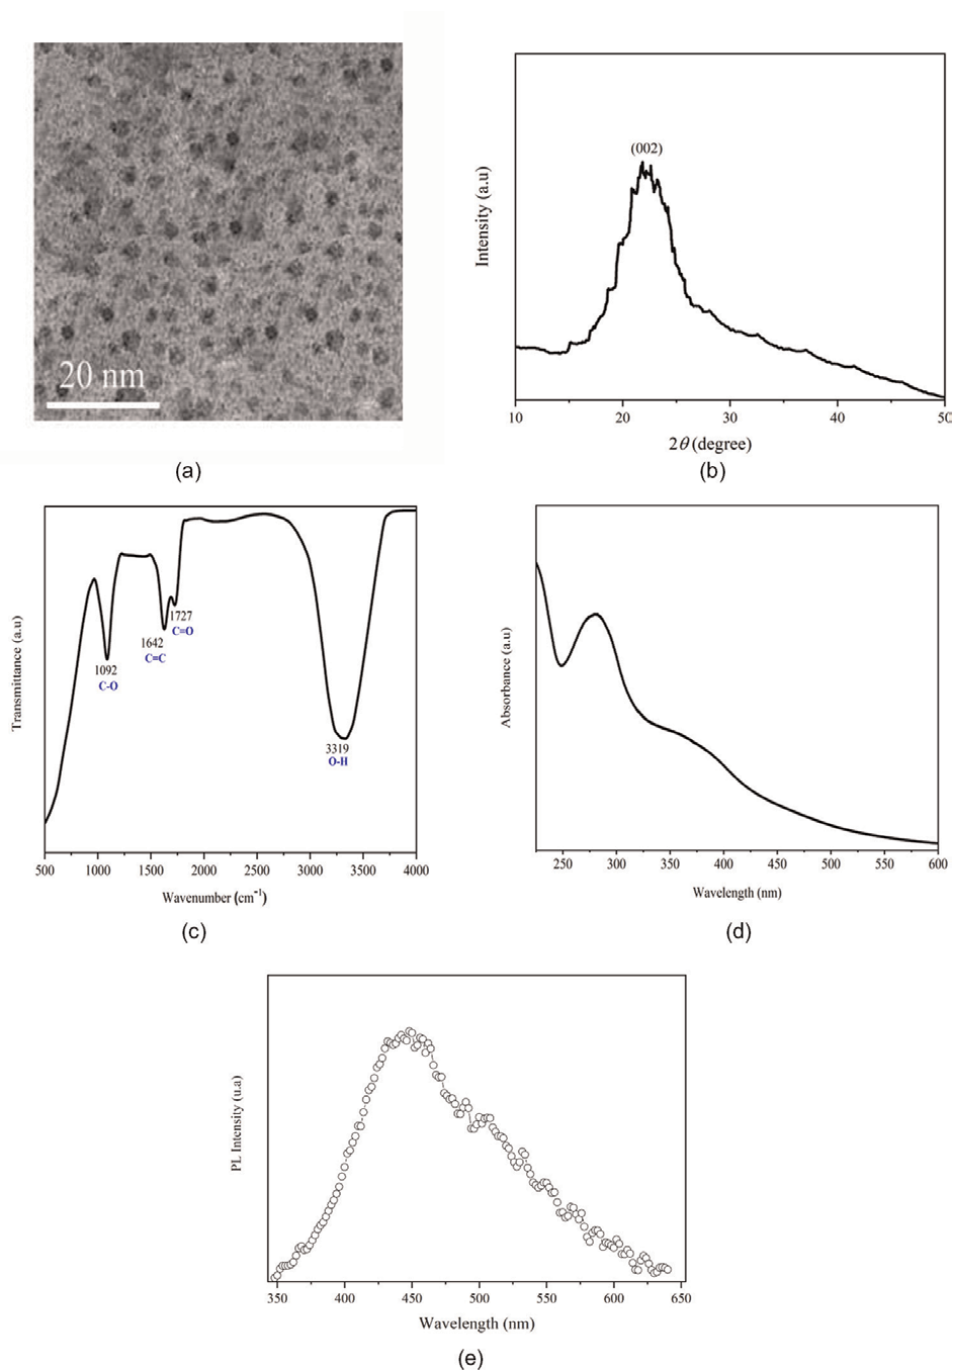 20 nm
(a)
(002)
Intensity (a.u)
10 20 30 40 50
2θ (degree)
(b)
Transmittance (a.u)
1727
C=O
1642
C=C
1092
C-O
3319
O-H
500 1000 1500 2000 2500 3000 3500 4000
Wavenumber (cm⁻¹)
(c)
Absorbance (a.u)
250 300 350 400 450 500 550 600
Wavelength (nm)
(d)
PL Intensity (u.a)
350 400 450 500 550 600 650
Wavelength (nm)
(e)